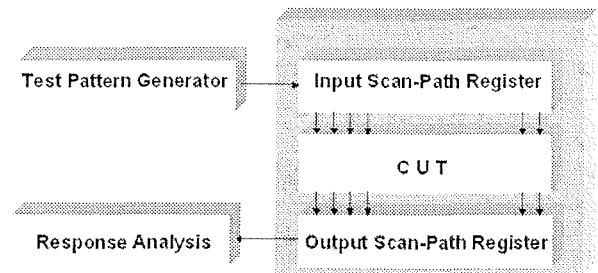 Test Pattern Generator
Input Scan-Path Register
C U T
Response Analysis
Output Scan-Path Register